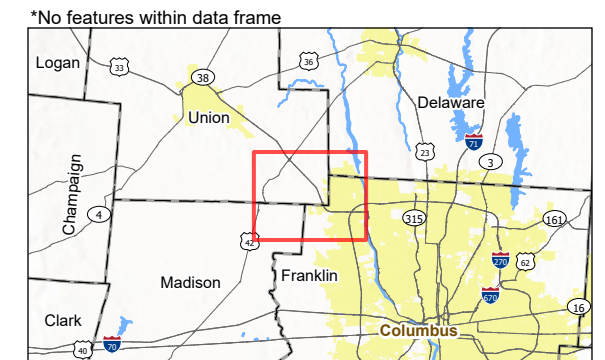 *No features within data frame
Logan
33
36
38
Delaware
Union
71
23
3
Champaign
4
315
161
42
270
62
Madison
Franklin
670
16
Clark
Columbus
40
70